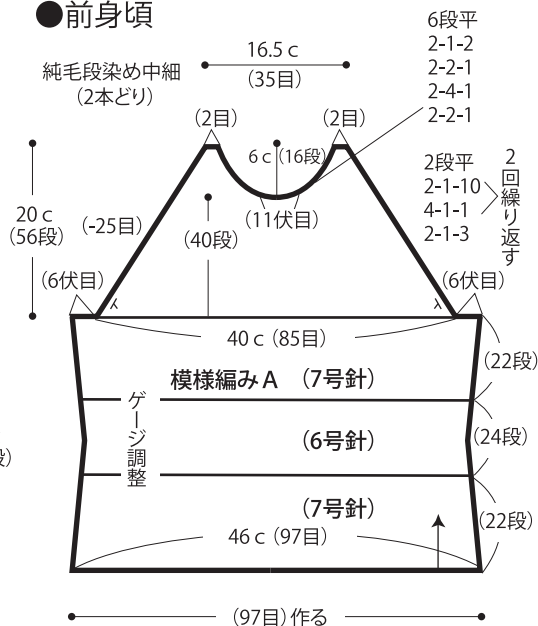 ●前身頃
純毛段染め中細
(2本どり)
16.5 c
(35目)
6段平
2-1-2
2-2-1
2-4-1
2-2-1
(2目)
(2目)
6 c (16段)
(11伏目)
2段平
2-1-10
4-1-1
2-1-3
2回繰り返す
20 c
(56段)
(-25目)
(40段)
(6伏目)
(6伏目)
入
入
40 c (85目)
模様編み A (7号針)
(22段)
ゲージ調整
(6号針)
(24段)
段)
(7号針)
(22段)
46 c (97目)
(97目) 作る